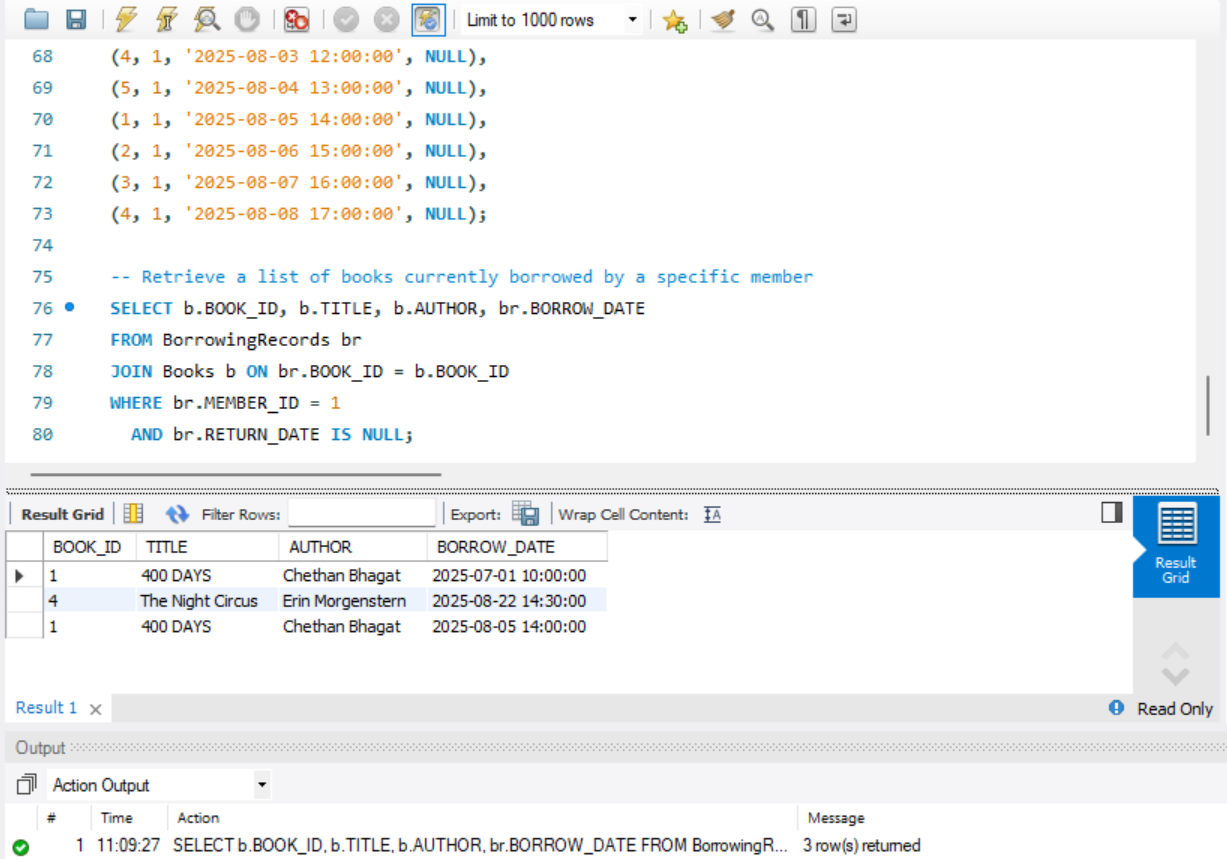 Limit to 1000 rows
68 (4, 1, '2025-08-03 12:00:00', NULL),
69 (5, 1, '2025-08-04 13:00:00', NULL),
70 (1, 1, '2025-08-05 14:00:00', NULL),
71 (2, 1, '2025-08-06 15:00:00', NULL),
72 (3, 1, '2025-08-07 16:00:00', NULL),
73 (4, 1, '2025-08-08 17:00:00', NULL);
74
75 -- Retrieve a list of books currently borrowed by a specific member
76 SELECT b.BOOK_ID, b.TITLE, b.AUTHOR, br.BORROW_DATE
77 FROM BorrowingRecords br
78 JOIN Books b ON br.BOOK_ID = b.BOOK_ID
79 WHERE br.MEMBER_ID = 1
80 AND br.RETURN_DATE IS NULL;
Result Grid Filter Rows: Export: Wrap Cell Content: IA
BOOK_ID TITLE AUTHOR BORROW_DATE
1 400 DAYS Chethan Bhagat 2025-07-01 10:00:00
4 The Night Circus Erin Morgenstern 2025-08-22 14:30:00
1 400 DAYS Chethan Bhagat 2025-08-05 14:00:00
Result
Grid
Result 1 Read Only
Output
Action Output
# Time Action Message
1 11:09:27 SELECT b.BOOK_ID, b.TITLE, b.AUTHOR, br.BORROW_DATE FROM BorrowingR... 3 row(s) returned